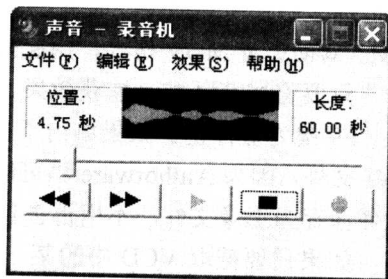 声音 - 录音机
文件(F) 编辑(E) 效果(S) 帮助(H)
位置:
4.75 秒
长度:
60.00 秒